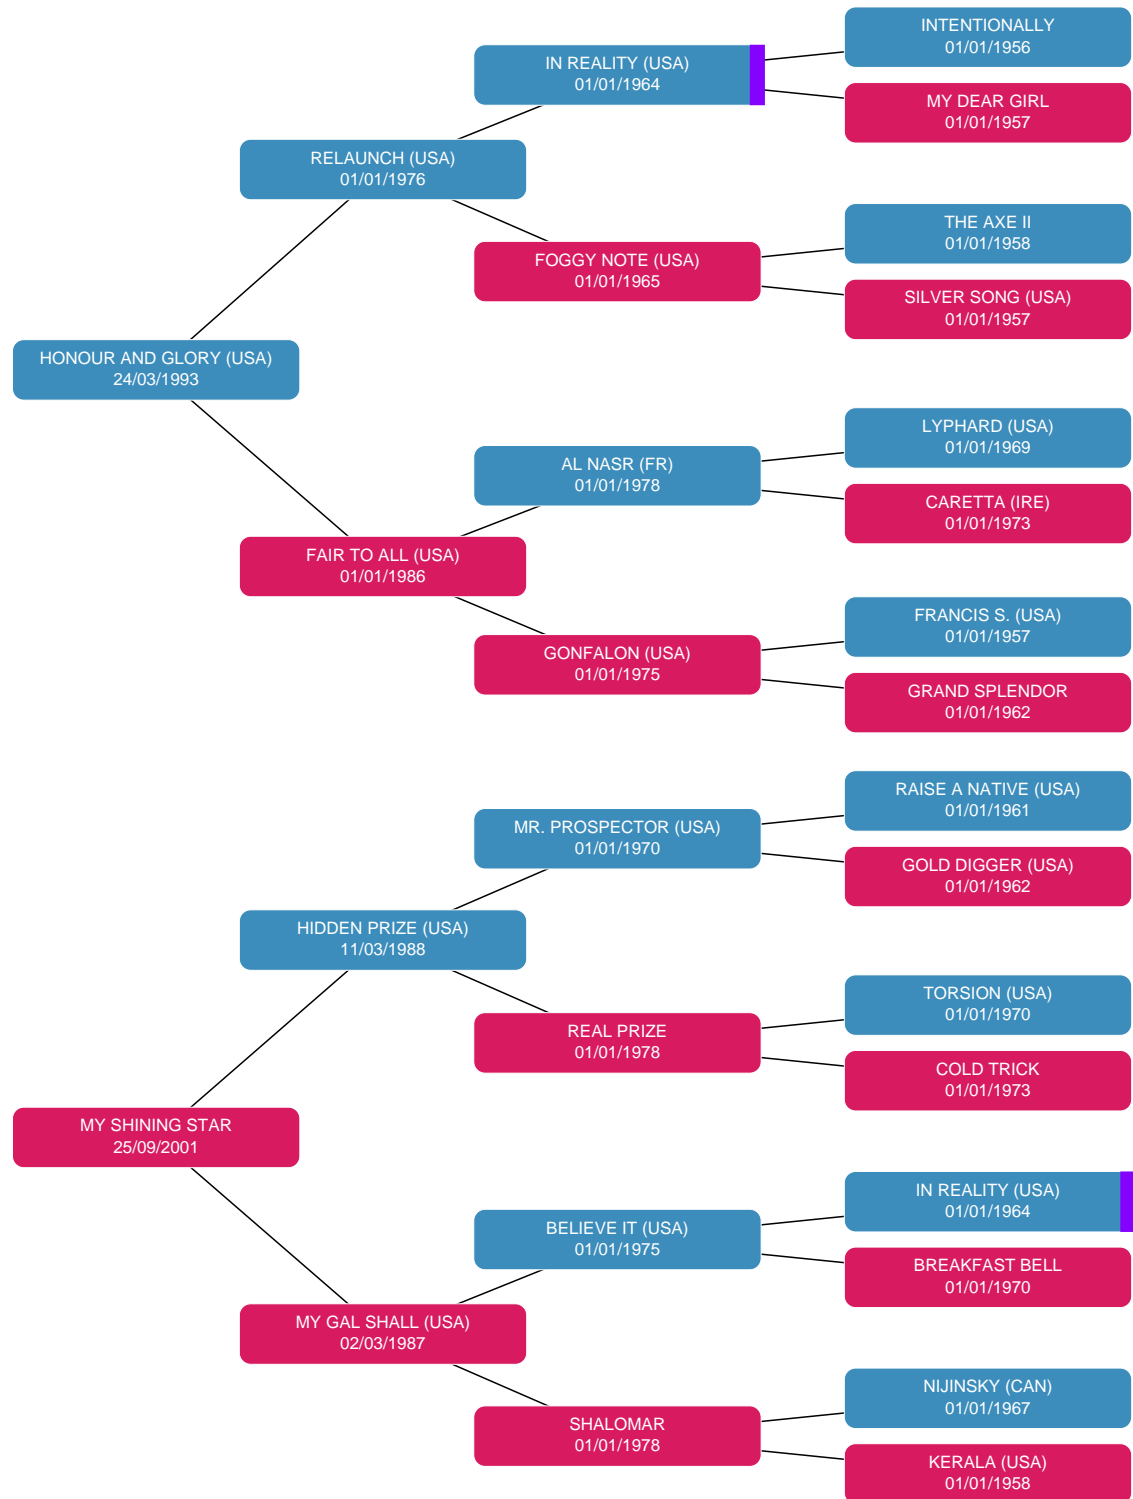 INTENTIONALLY
01/01/1956
IN REALITY (USA)
01/01/1964
MY DEAR GIRL
01/01/1957
RELAUNCH (USA)
01/01/1976
THE AXE II
01/01/1958
FOGGY NOTE (USA)
01/01/1965
SILVER SONG (USA)
01/01/1957
HONOUR AND GLORY (USA)
24/03/1993
LYPHARD (USA)
01/01/1969
AL NASR (FR)
01/01/1978
CARETTA (IRE)
01/01/1973
FAIR TO ALL (USA)
01/01/1986
FRANCIS S. (USA)
01/01/1957
GONFALON (USA)
01/01/1975
GRAND SPLENDOR
01/01/1962
RAISE A NATIVE (USA)
01/01/1961
MR. PROSPECTOR (USA)
01/01/1970
GOLD DIGGER (USA)
01/01/1962
HIDDEN PRIZE (USA)
11/03/1988
TORSION (USA)
01/01/1970
REAL PRIZE
01/01/1978
COLD TRICK
01/01/1973
MY SHINING STAR
25/09/2001
IN REALITY (USA)
01/01/1964
BELIEVE IT (USA)
01/01/1975
BREAKFAST BELL
01/01/1970
MY GAL SHALL (USA)
02/03/1987
NIJINSKY (CAN)
01/01/1967
SHALOMAR
01/01/1978
KERALA (USA)
01/01/1958